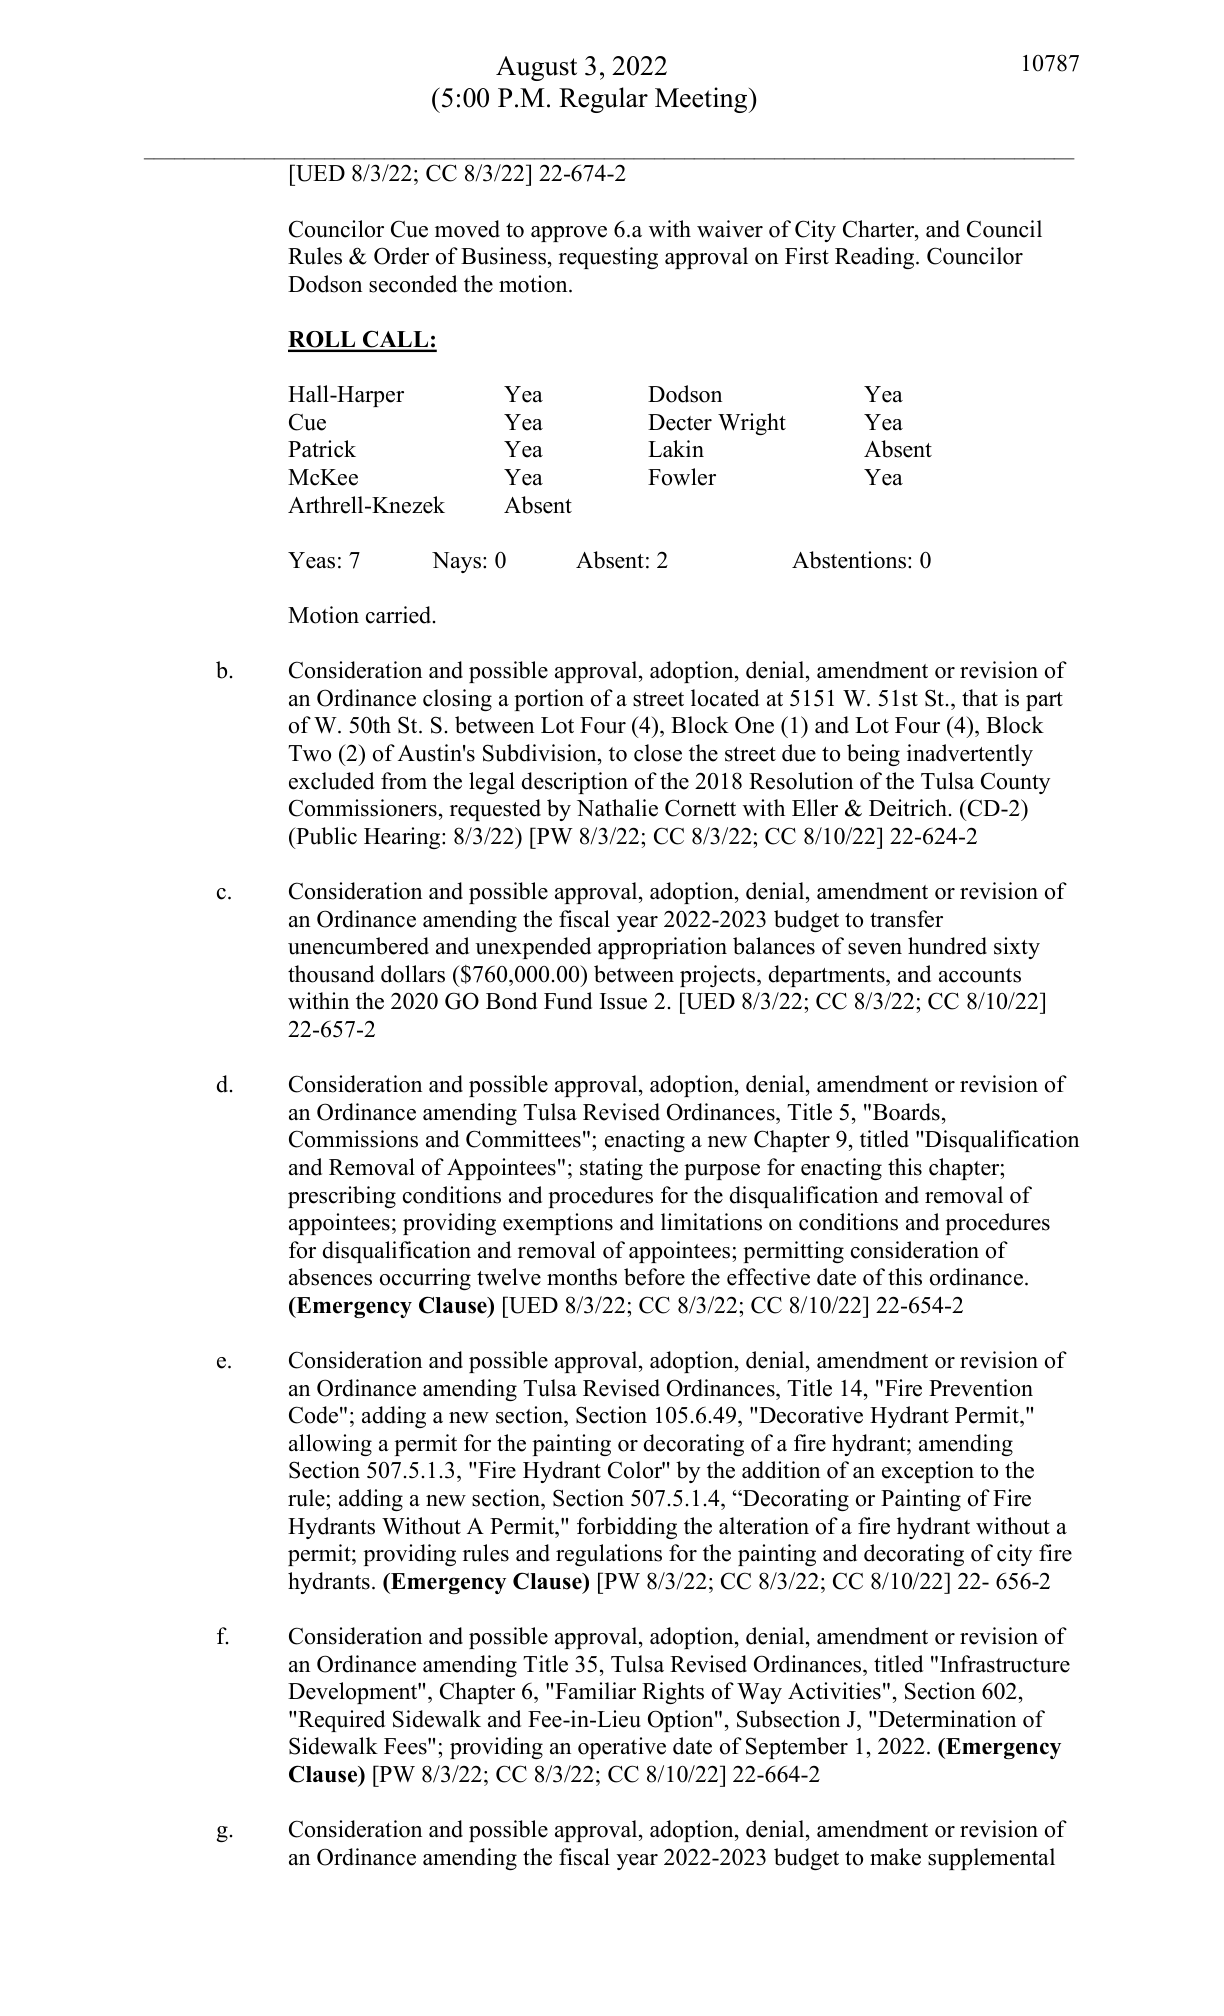 August 3, 2022
10787
(5:00 P.M. Regular Meeting)
[UED 8/3/22; CC 8/3/22] 22-674-2
Councilor Cue moved to approve 6.a with waiver of City Charter, and Council
Rules & Order of Business, requesting approval on First Reading. Councilor
Dodson seconded the motion.
ROLL CALL:
Hall-Harper Yea Dodson Yea
Cue Yea Decter Wright Yea
Patrick Yea Lakin Absent
McKee Yea Fowler Yea
Arthrell-Knezek Absent
Yeas: 7 Nays: 0 Absent: 2 Abstentions: 0
Motion carried.
b. Consideration and possible approval, adoption, denial, amendment or revision of
an Ordinance closing a portion of a street located at 5151 W. 51st St., that is part
of W. 50th St. S. between Lot Four (4), Block One (1) and Lot Four (4), Block
Two (2) of Austin's Subdivision, to close the street due to being inadvertently
excluded from the legal description of the 2018 Resolution of the Tulsa County
Commissioners, requested by Nathalie Cornett with Eller & Deitrich. (CD-2)
(Public Hearing: 8/3/22) [PW 8/3/22; CC 8/3/22; CC 8/10/22] 22-624-2
c. Consideration and possible approval, adoption, denial, amendment or revision of
an Ordinance amending the fiscal year 2022-2023 budget to transfer
unencumbered and unexpended appropriation balances of seven hundred sixty
thousand dollars ($760,000.00) between projects, departments, and accounts
within the 2020 GO Bond Fund Issue 2. [UED 8/3/22; CC 8/3/22; CC 8/10/22]
22-657-2
d. Consideration and possible approval, adoption, denial, amendment or revision of
an Ordinance amending Tulsa Revised Ordinances, Title 5, "Boards,
Commissions and Committees"; enacting a new Chapter 9, titled "Disqualification
and Removal of Appointees"; stating the purpose for enacting this chapter;
prescribing conditions and procedures for the disqualification and removal of
appointees; providing exemptions and limitations on conditions and procedures
for disqualification and removal of appointees; permitting consideration of
absences occurring twelve months before the effective date of this ordinance.
(Emergency Clause) [UED 8/3/22; CC 8/3/22; CC 8/10/22] 22-654-2
e. Consideration and possible approval, adoption, denial, amendment or revision of
an Ordinance amending Tulsa Revised Ordinances, Title 14, "Fire Prevention
Code"; adding a new section, Section 105.6.49, "Decorative Hydrant Permit,"
allowing a permit for the painting or decorating of a fire hydrant; amending
Section 507.5.1.3, "Fire Hydrant Color" by the addition of an exception to the
rule; adding a new section, Section 507.5.1.4, “Decorating or Painting of Fire
Hydrants Without A Permit," forbidding the alteration of a fire hydrant without a
permit; providing rules and regulations for the painting and decorating of city fire
hydrants. (Emergency Clause) [PW 8/3/22; CC 8/3/22; CC 8/10/22] 22- 656-2
f. Consideration and possible approval, adoption, denial, amendment or revision of
an Ordinance amending Title 35, Tulsa Revised Ordinances, titled "Infrastructure
Development", Chapter 6, "Familiar Rights of Way Activities", Section 602,
"Required Sidewalk and Fee-in-Lieu Option", Subsection J, "Determination of
Sidewalk Fees"; providing an operative date of September 1, 2022. (Emergency
Clause) [PW 8/3/22; CC 8/3/22; CC 8/10/22] 22-664-2
g. Consideration and possible approval, adoption, denial, amendment or revision of
an Ordinance amending the fiscal year 2022-2023 budget to make supplemental